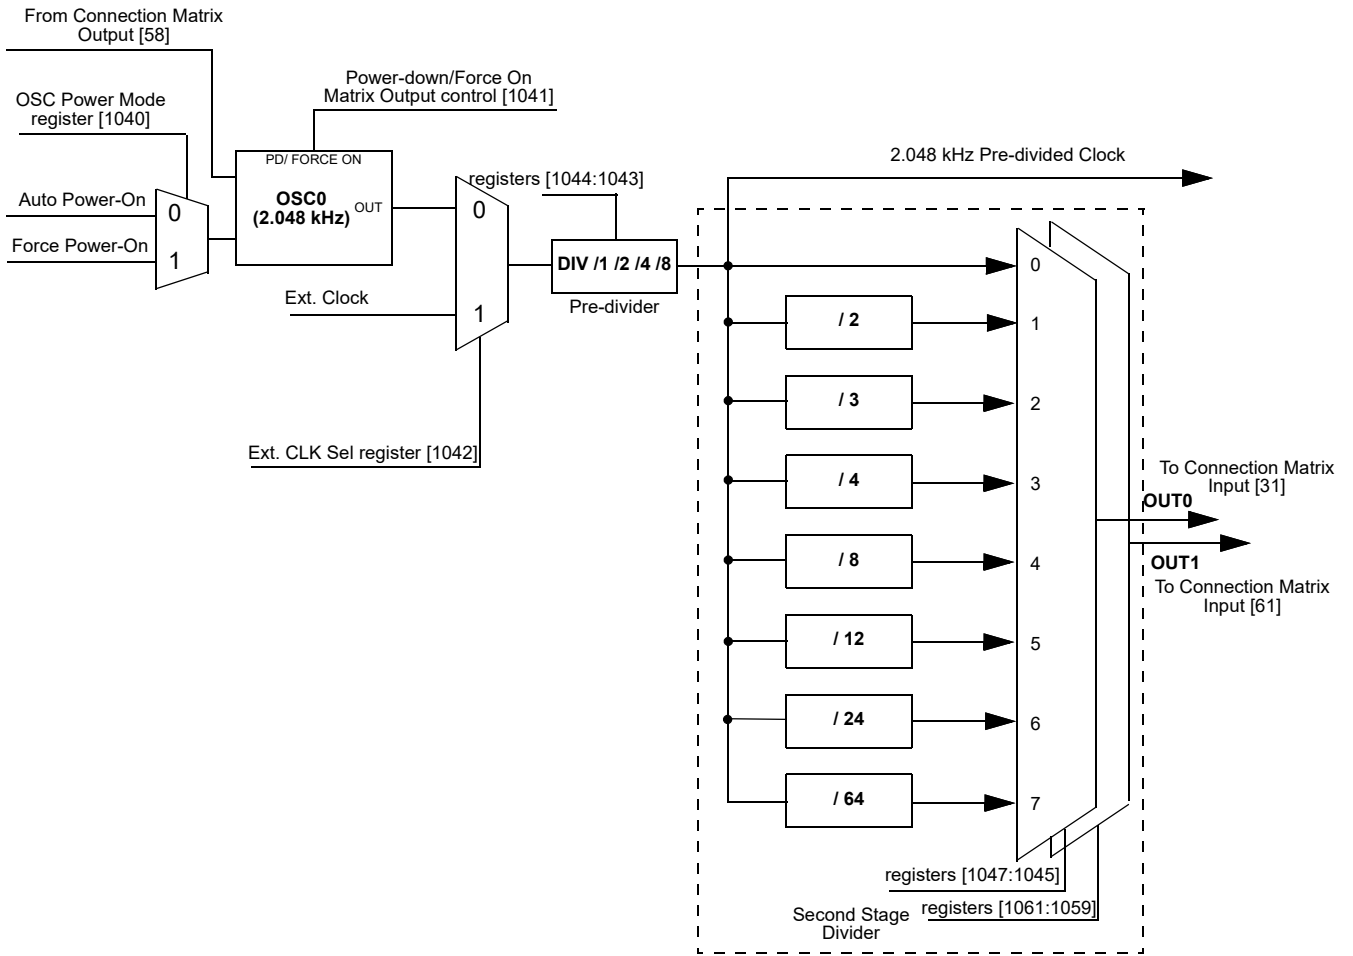 From Connection Matrix
Output [58]
Power-down/Force On
Matrix Output control [1041]
OSC Power Mode
register [1040]
PD/ FORCE ON
OSC0
(2.048 kHz)
OUT
Auto Power-On
0
Force Power-On
1
registers [1044:1043]
0
Ext. Clock
1
DIV /1 /2 /4 /8
Pre-divider
Ext. CLK Sel register [1042]
2.048 kHz Pre-divided Clock
0
/ 2
1
/ 3
2
/ 4
3
/ 8
4
/ 12
5
/ 24
6
/ 64
7
To Connection Matrix
Input [31]
OUT0
OUT1
To Connection Matrix
Input [61]
registers [1047:1045]
registers [1061:1059]
Second Stage
Divider